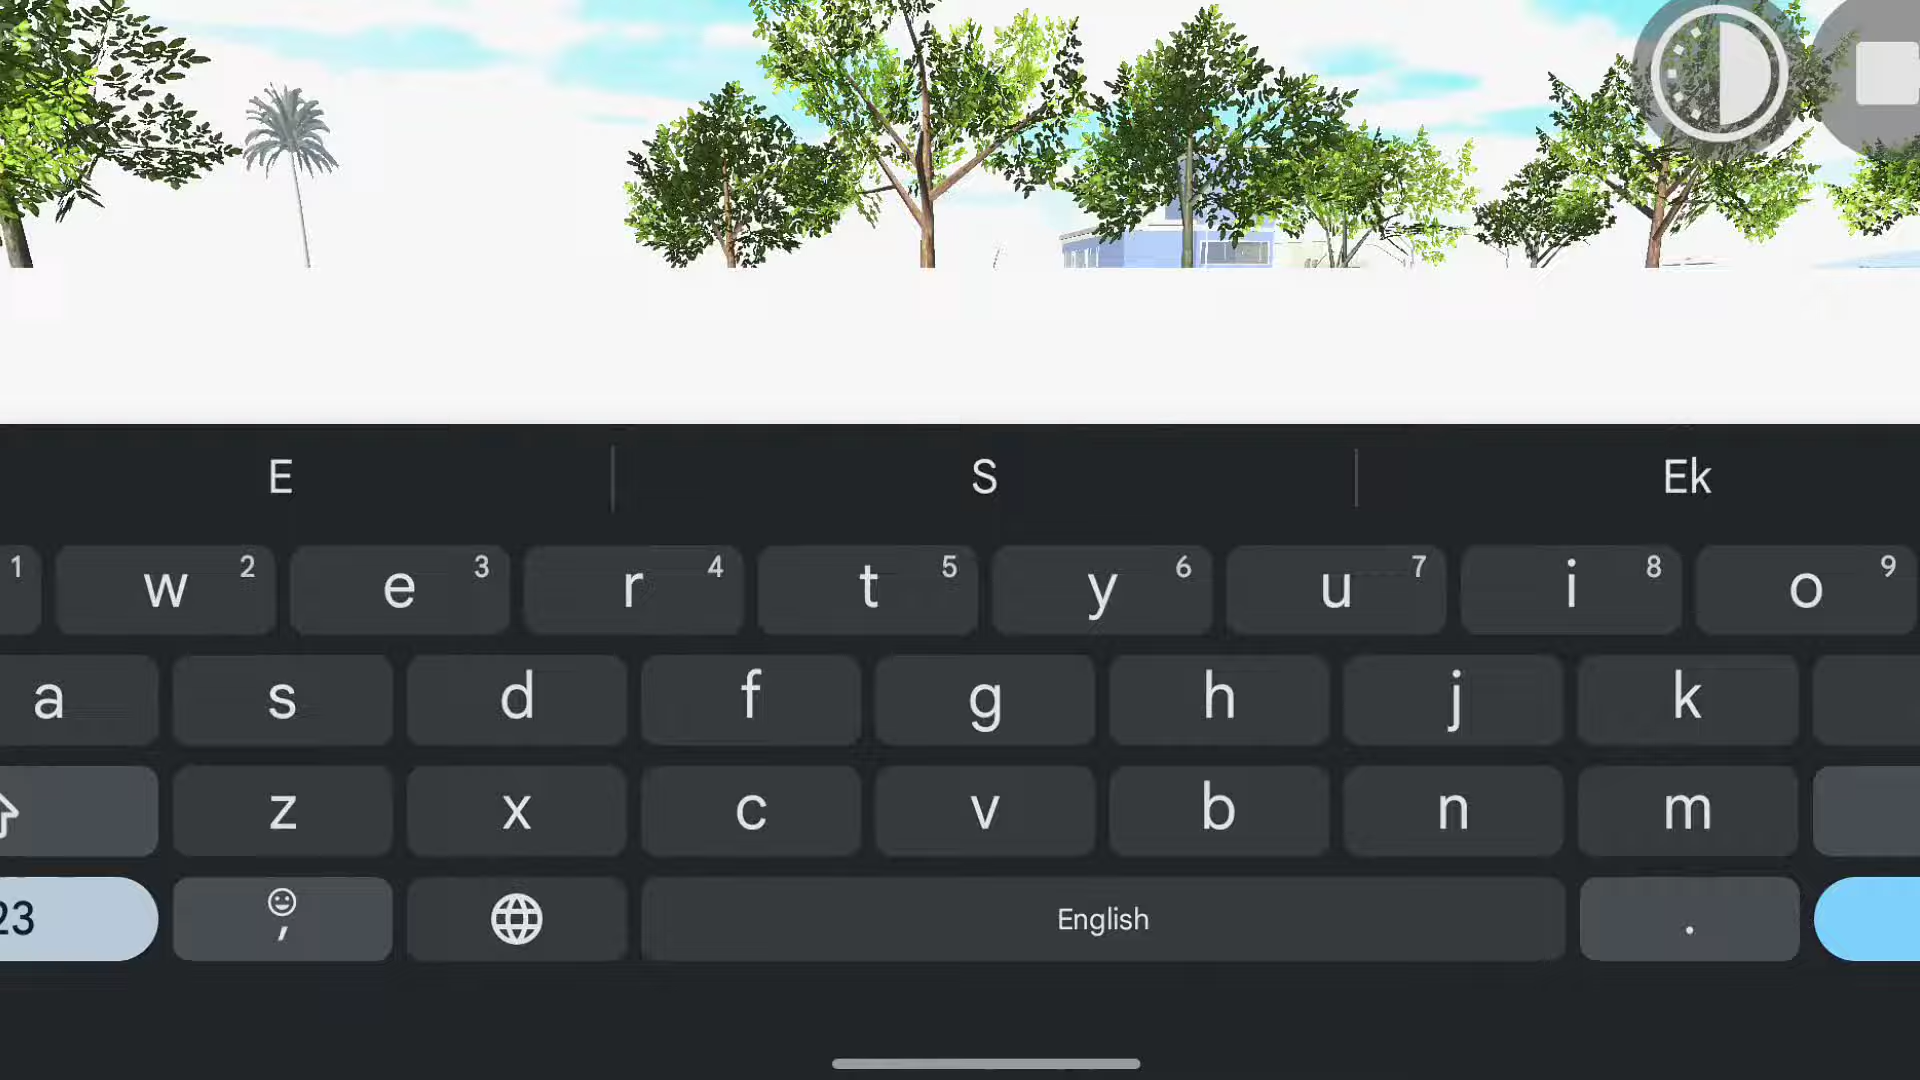 E S Ek
1 w 2 e 3 r 4 t 5 y 6 u 7 i 8 o 9
a s d f g h j k
z x c v b n m
23 , English .